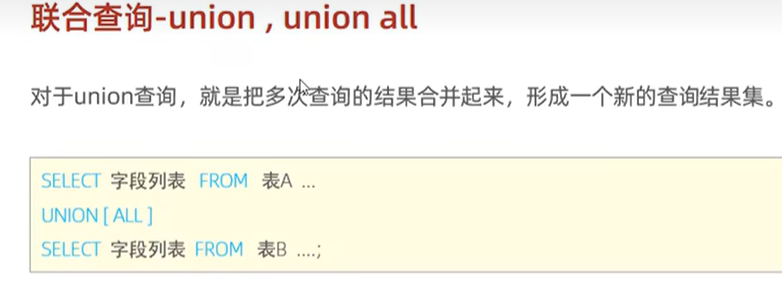 联合查询-union , union all
对于union查询，就是把多次查询的结果合并起来，形成一个新的查询结果集。
SELECT 字段列表 FROM 表A ...
UNION [ ALL ]
SELECT 字段列表 FROM 表B ....;